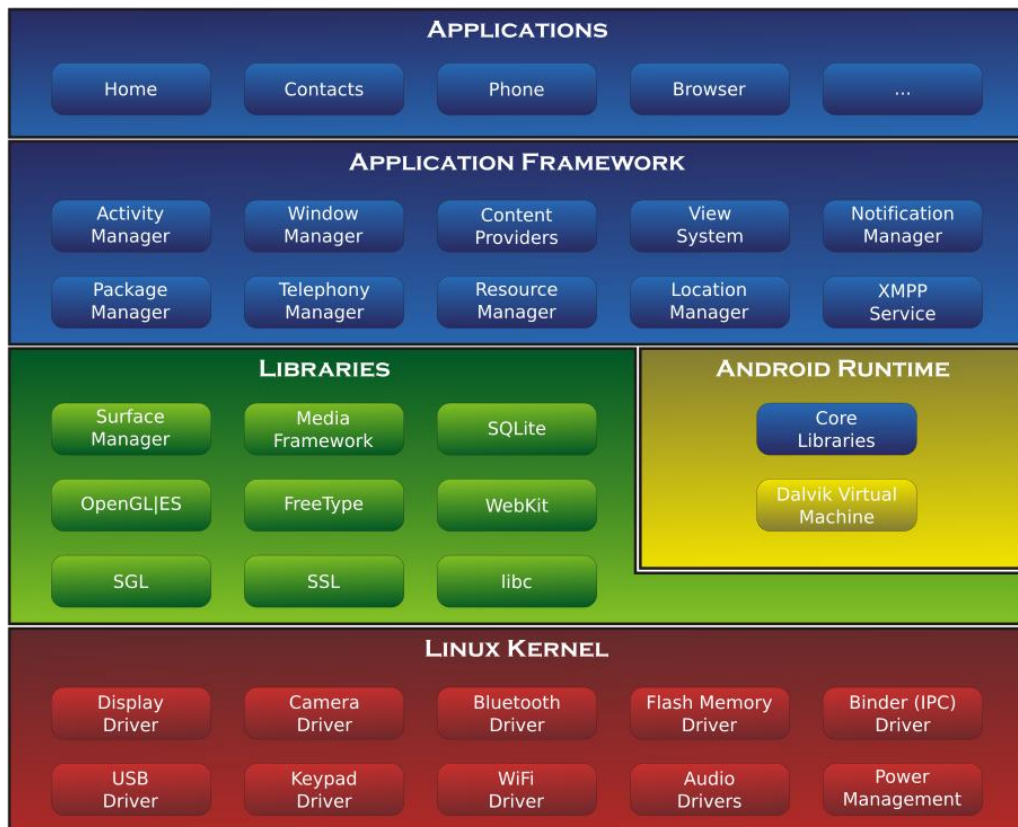 APPLICATIONS
Home
Contacts
Phone
Browser
...
APPLICATION FRAMEWORK
Activity
Manager
Window
Manager
Content
Providers
View
System
Notification
Manager
Package
Manager
Telephony
Manager
Resource
Manager
Location
Manager
XMPP
Service
LIBRARIES
Surface
Manager
Media
Framework
SQLite
OpenGL|ES
FreeType
WebKit
SGL
SSL
libc
ANDROID RUNTIME
Core
Libraries
Dalvik Virtual
Machine
LINUX KERNEL
Display
Driver
Camera
Driver
Bluetooth
Driver
Flash Memory
Driver
Binder (IPC)
Driver
USB
Driver
Keypad
Driver
WiFi
Driver
Audio
Drivers
Power
Management